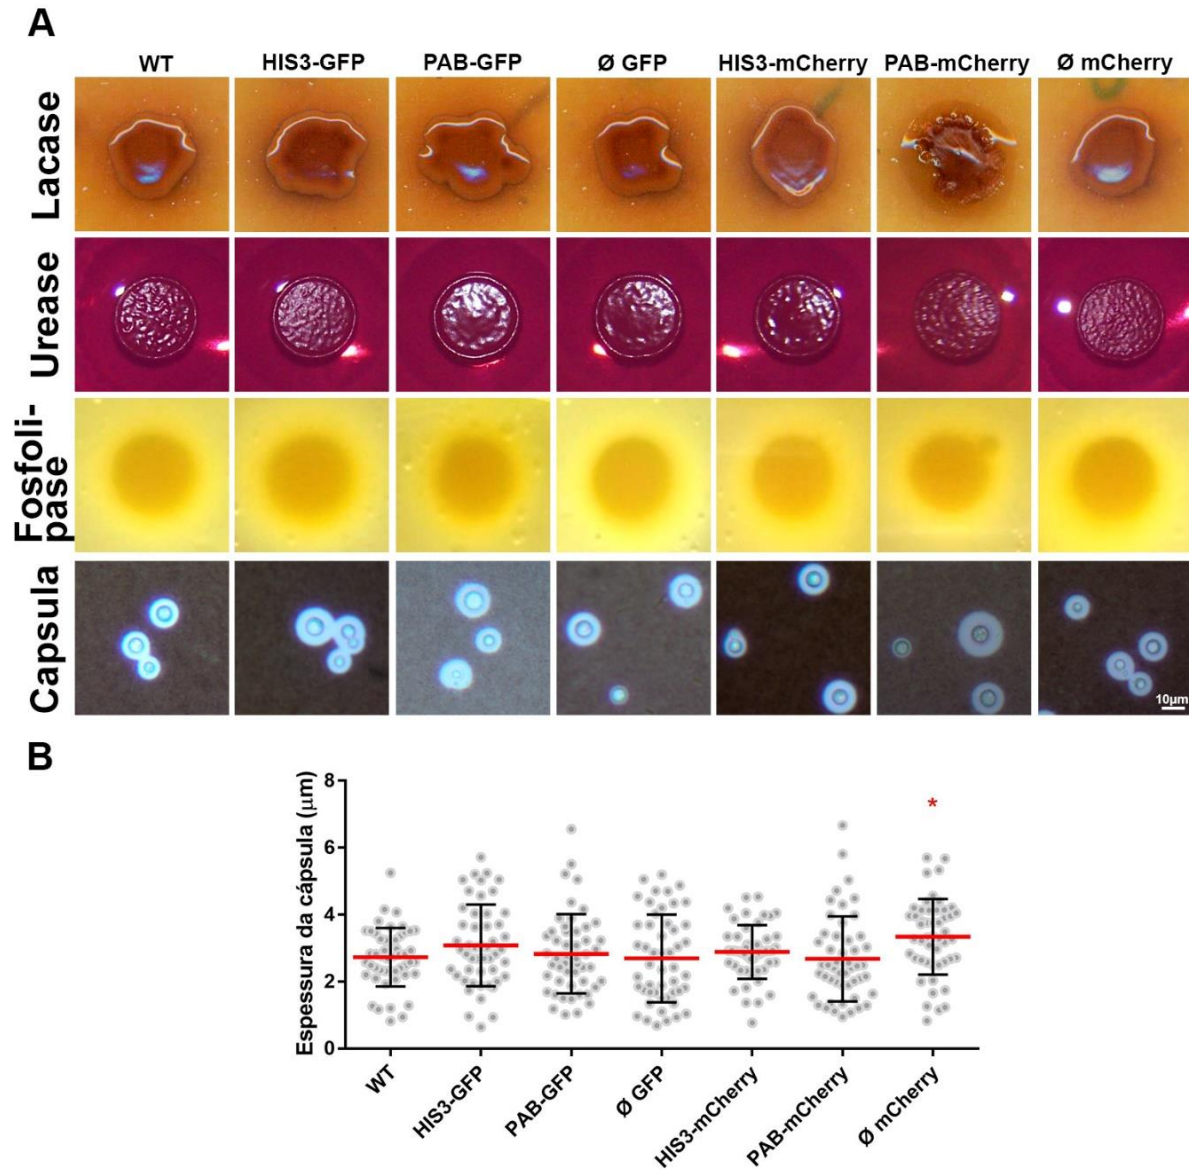 A
WT
HIS3-GFP
PAB-GFP
Ø GFP
HIS3-mCherry
PAB-mCherry
Ø mCherry
Lacase
Urease
Fosfoli-
pase
Capsula
10μm
B
Espessura da cápsula (μm)
8
6
4
2
0
*
WT
HIS3-GFP
PAB-GFP
Ø GFP
HIS3-mCherry
PAB-mCherry
Ø mCherry